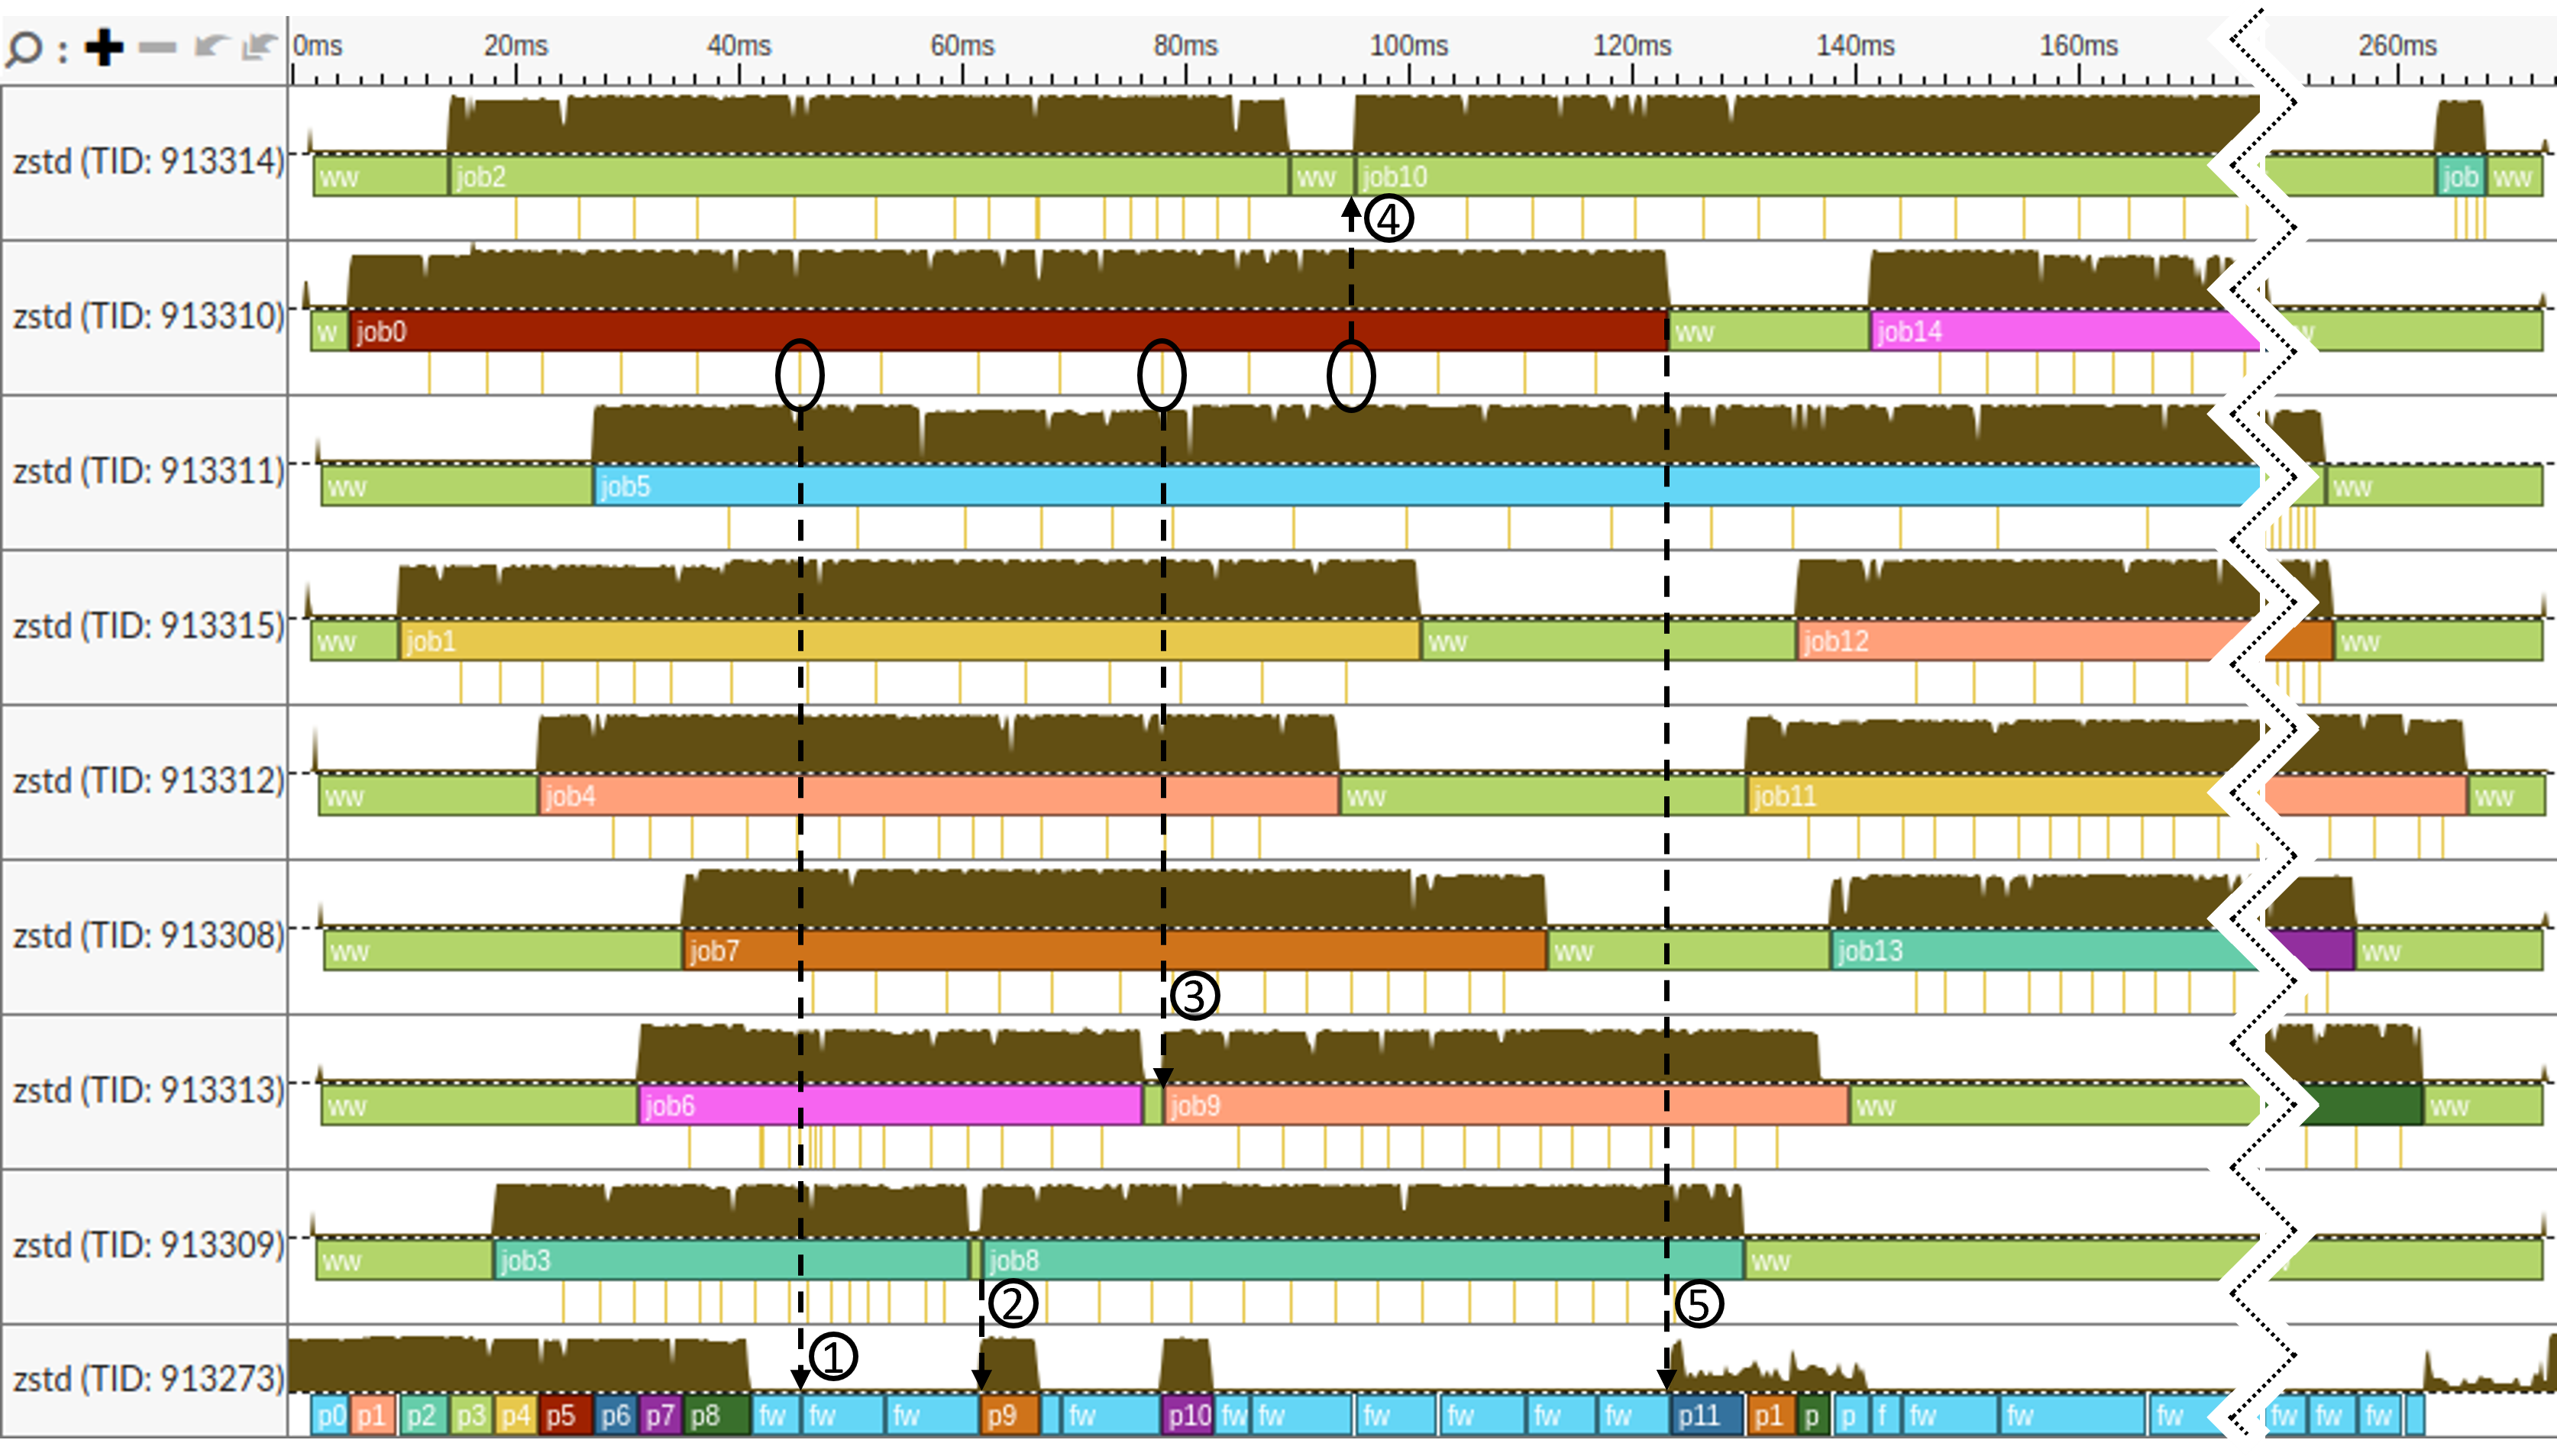 : 0ms 20ms 40ms 60ms 80ms 100ms 120ms 140ms 160ms 260ms
zstd (TID: 913314) ww job2 ww job10 job ww
④
zstd (TID: 913310) w job0 ww job14
zstd (TID: 913311) ww job5 ww
zstd (TID: 913315) ww job1 ww job12 ww
zstd (TID: 913312) ww job4 ww job11 ww
zstd (TID: 913308) ww job7 ww job13 ww
③
zstd (TID: 913313) ww job6 job9 ww ww
zstd (TID: 913309) ww job3 job8 ww
② ⑤
①
zstd (TID: 913273) p0 p1 p2 p3 p4 p5 p6 p7 p8 fw fw fw p9 fw p10 fw fw fw fw fw fw p11 p1 p p f fw fw fw fw fw fw